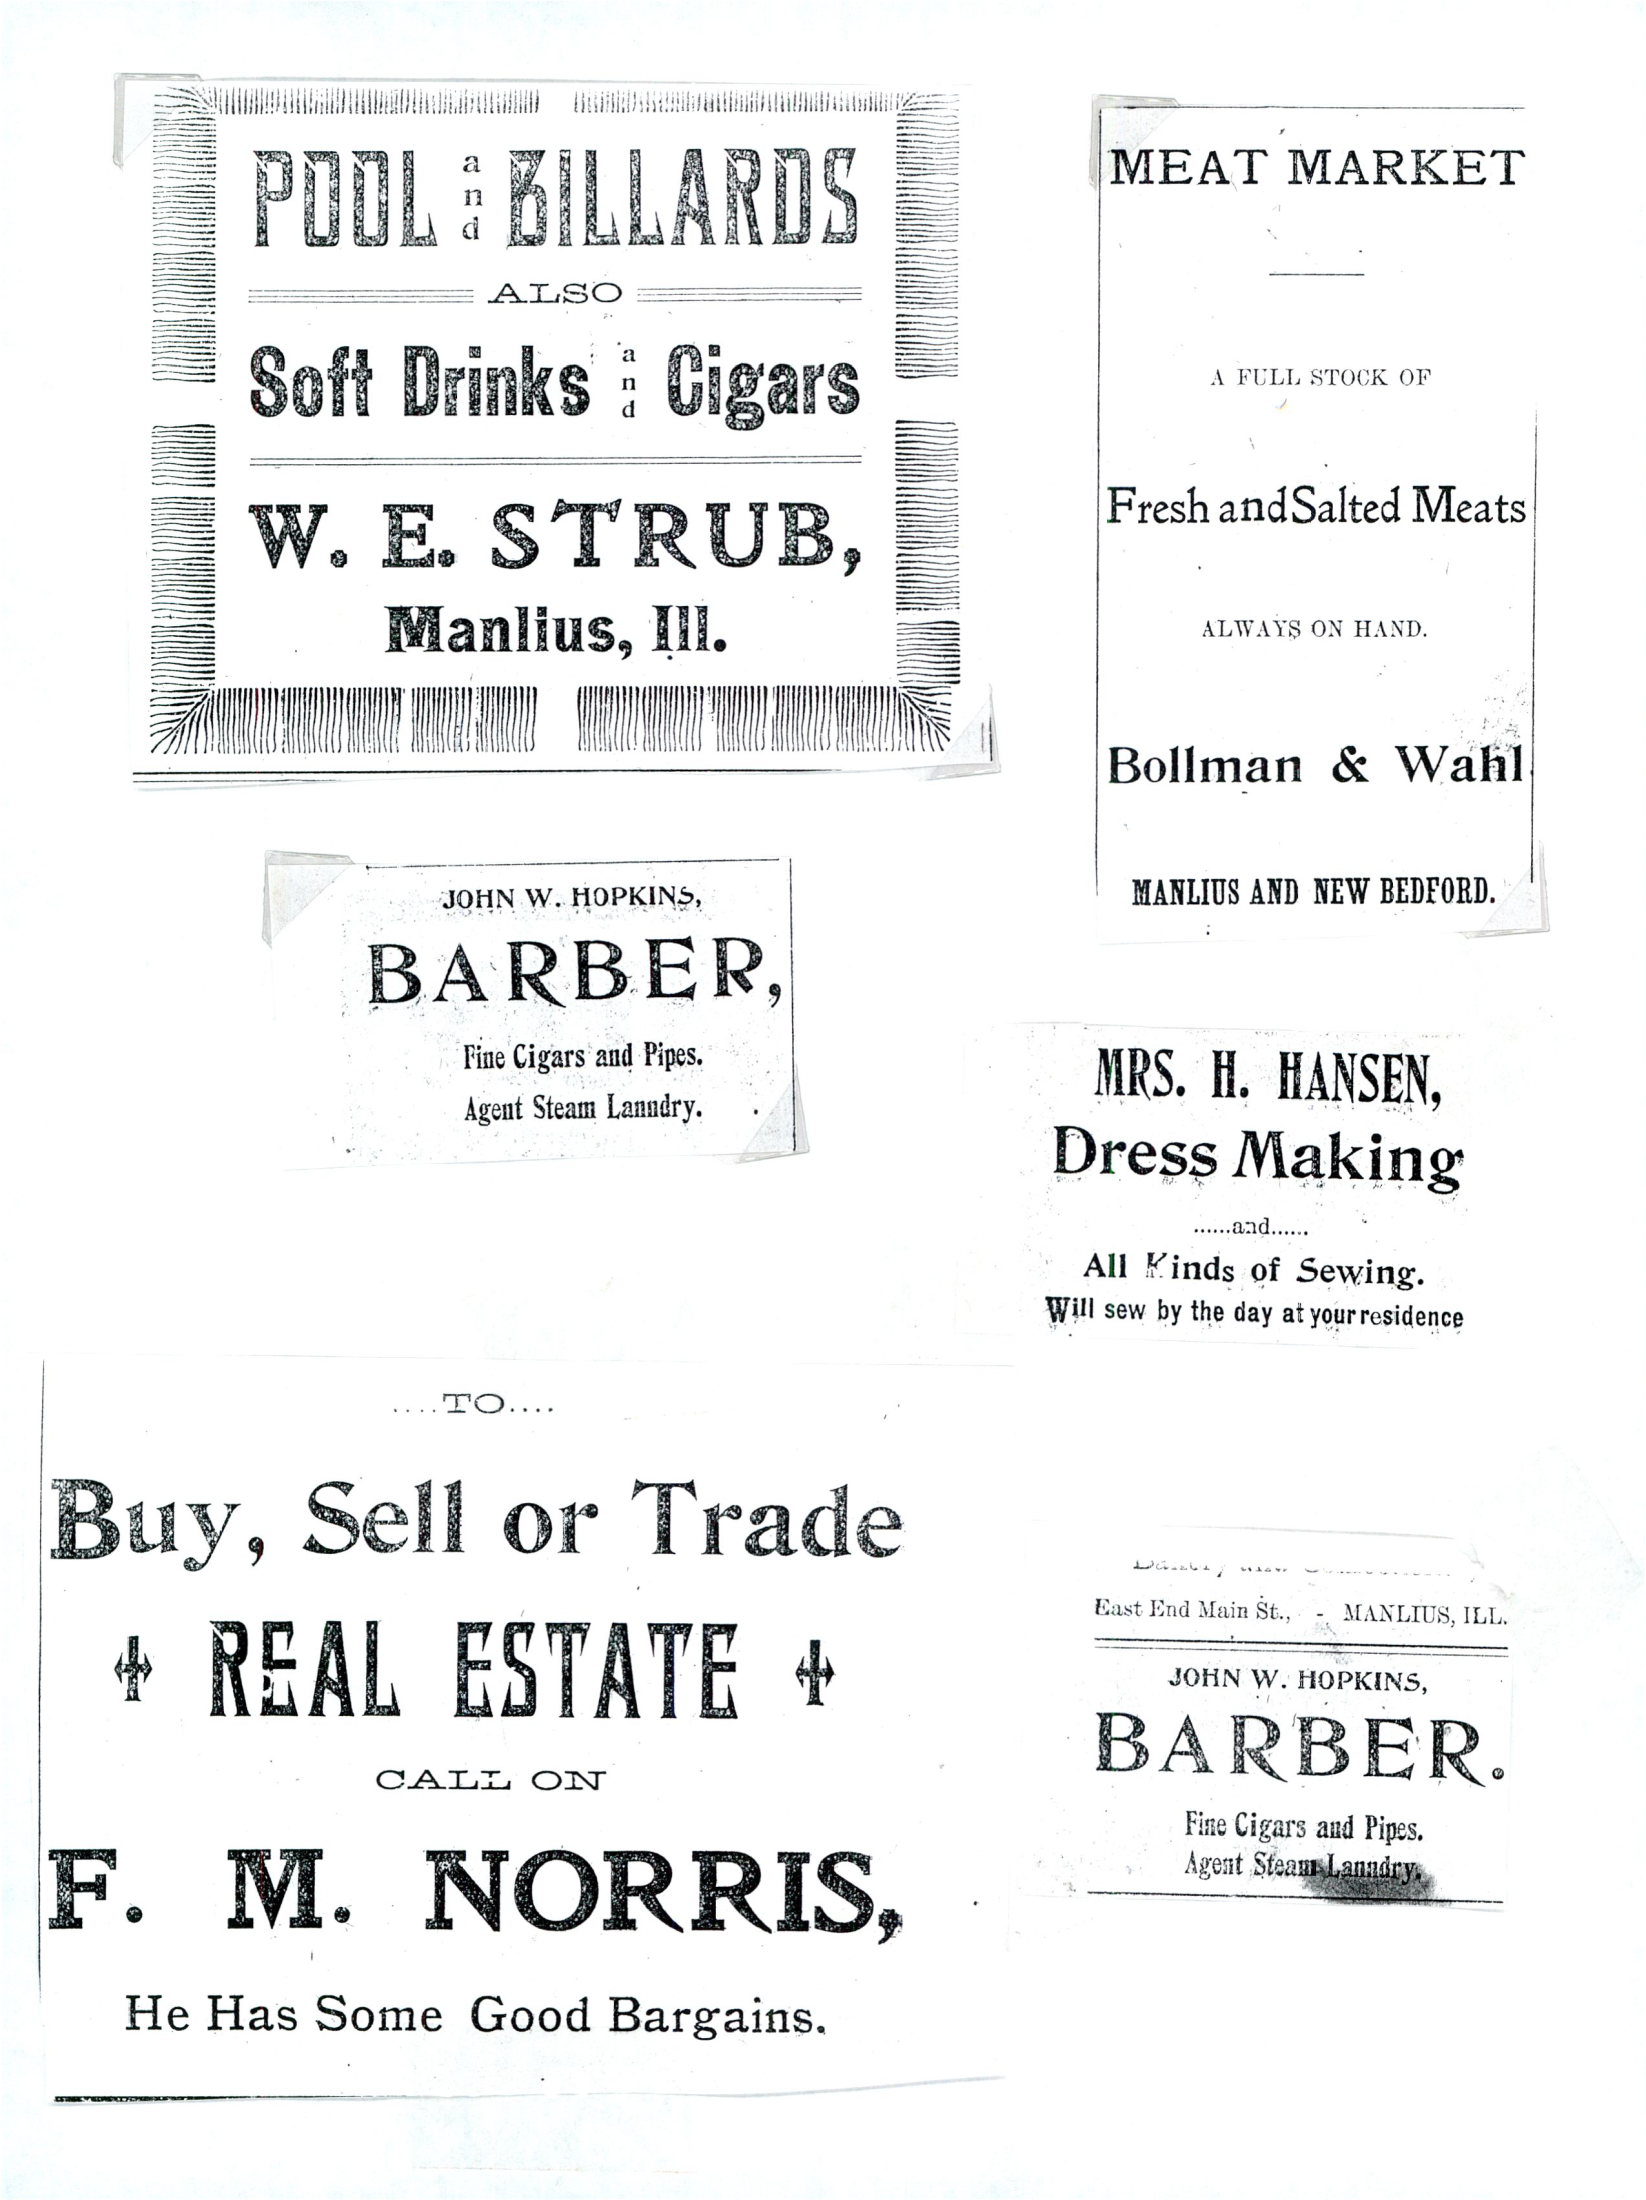 POOL and BILLARDS
ALSO
Soft Drinks and Cigars
W. E. STRUB,
Manlius, Ill.
MEAT MARKET
A FULL STOCK OF
Fresh and Salted Meats
ALWAYS ON HAND.
Bollman & Wahl
MANLIUS AND NEW BEDFORD.
JOHN W. HOPKINS,
BARBER,
Fine Cigars and Pipes.
Agent Steam Lanndry.
MRS. H. HANSEN,
Dress Making
......and......
All Kinds of Sewing.
Will sew by the day at your residence
....TO....
Buy, Sell or Trade
REAL ESTATE
CALL ON
F. M. NORRIS,
He Has Some Good Bargains.
East End Main St., - MANLIUS, ILL.
JOHN W. HOPKINS,
BARBER.
Fine Cigars and Pipes.
Agent Steam Lanndry.